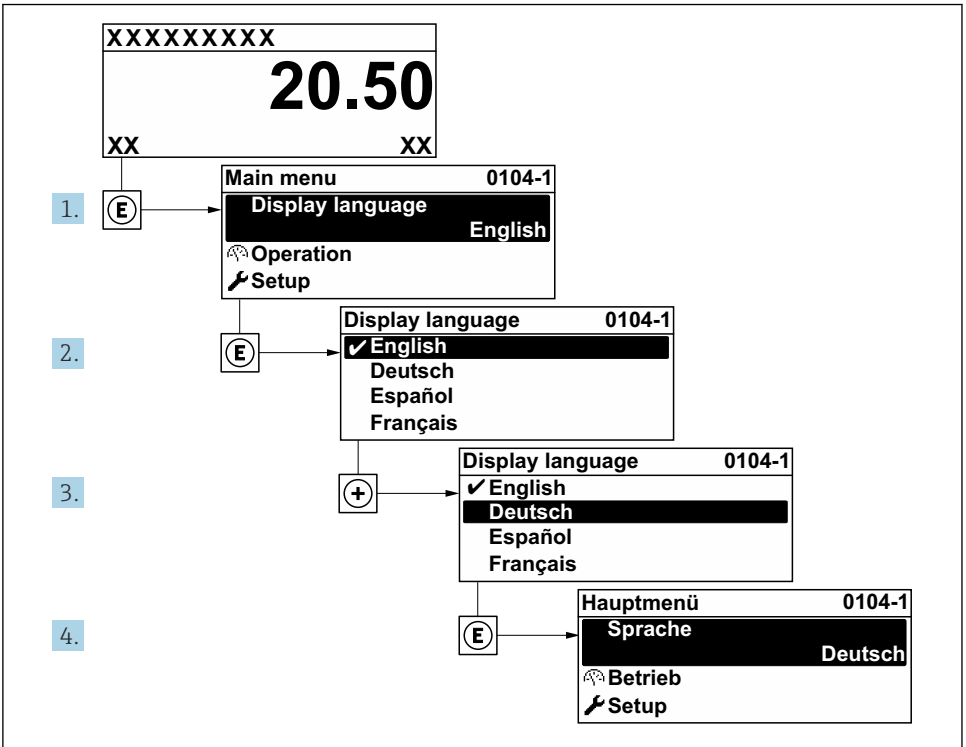 XXXXXXXXX
20.50
XX XX
1. E
Main menu 0104-1
Display language
English
Operation
Setup
2. E
Display language 0104-1
✔English
Deutsch
Español
Français
3. +
Display language 0104-1
✔English
Deutsch
Español
Français
4. E
Hauptmenü 0104-1
Sprache
Deutsch
Betrieb
Setup